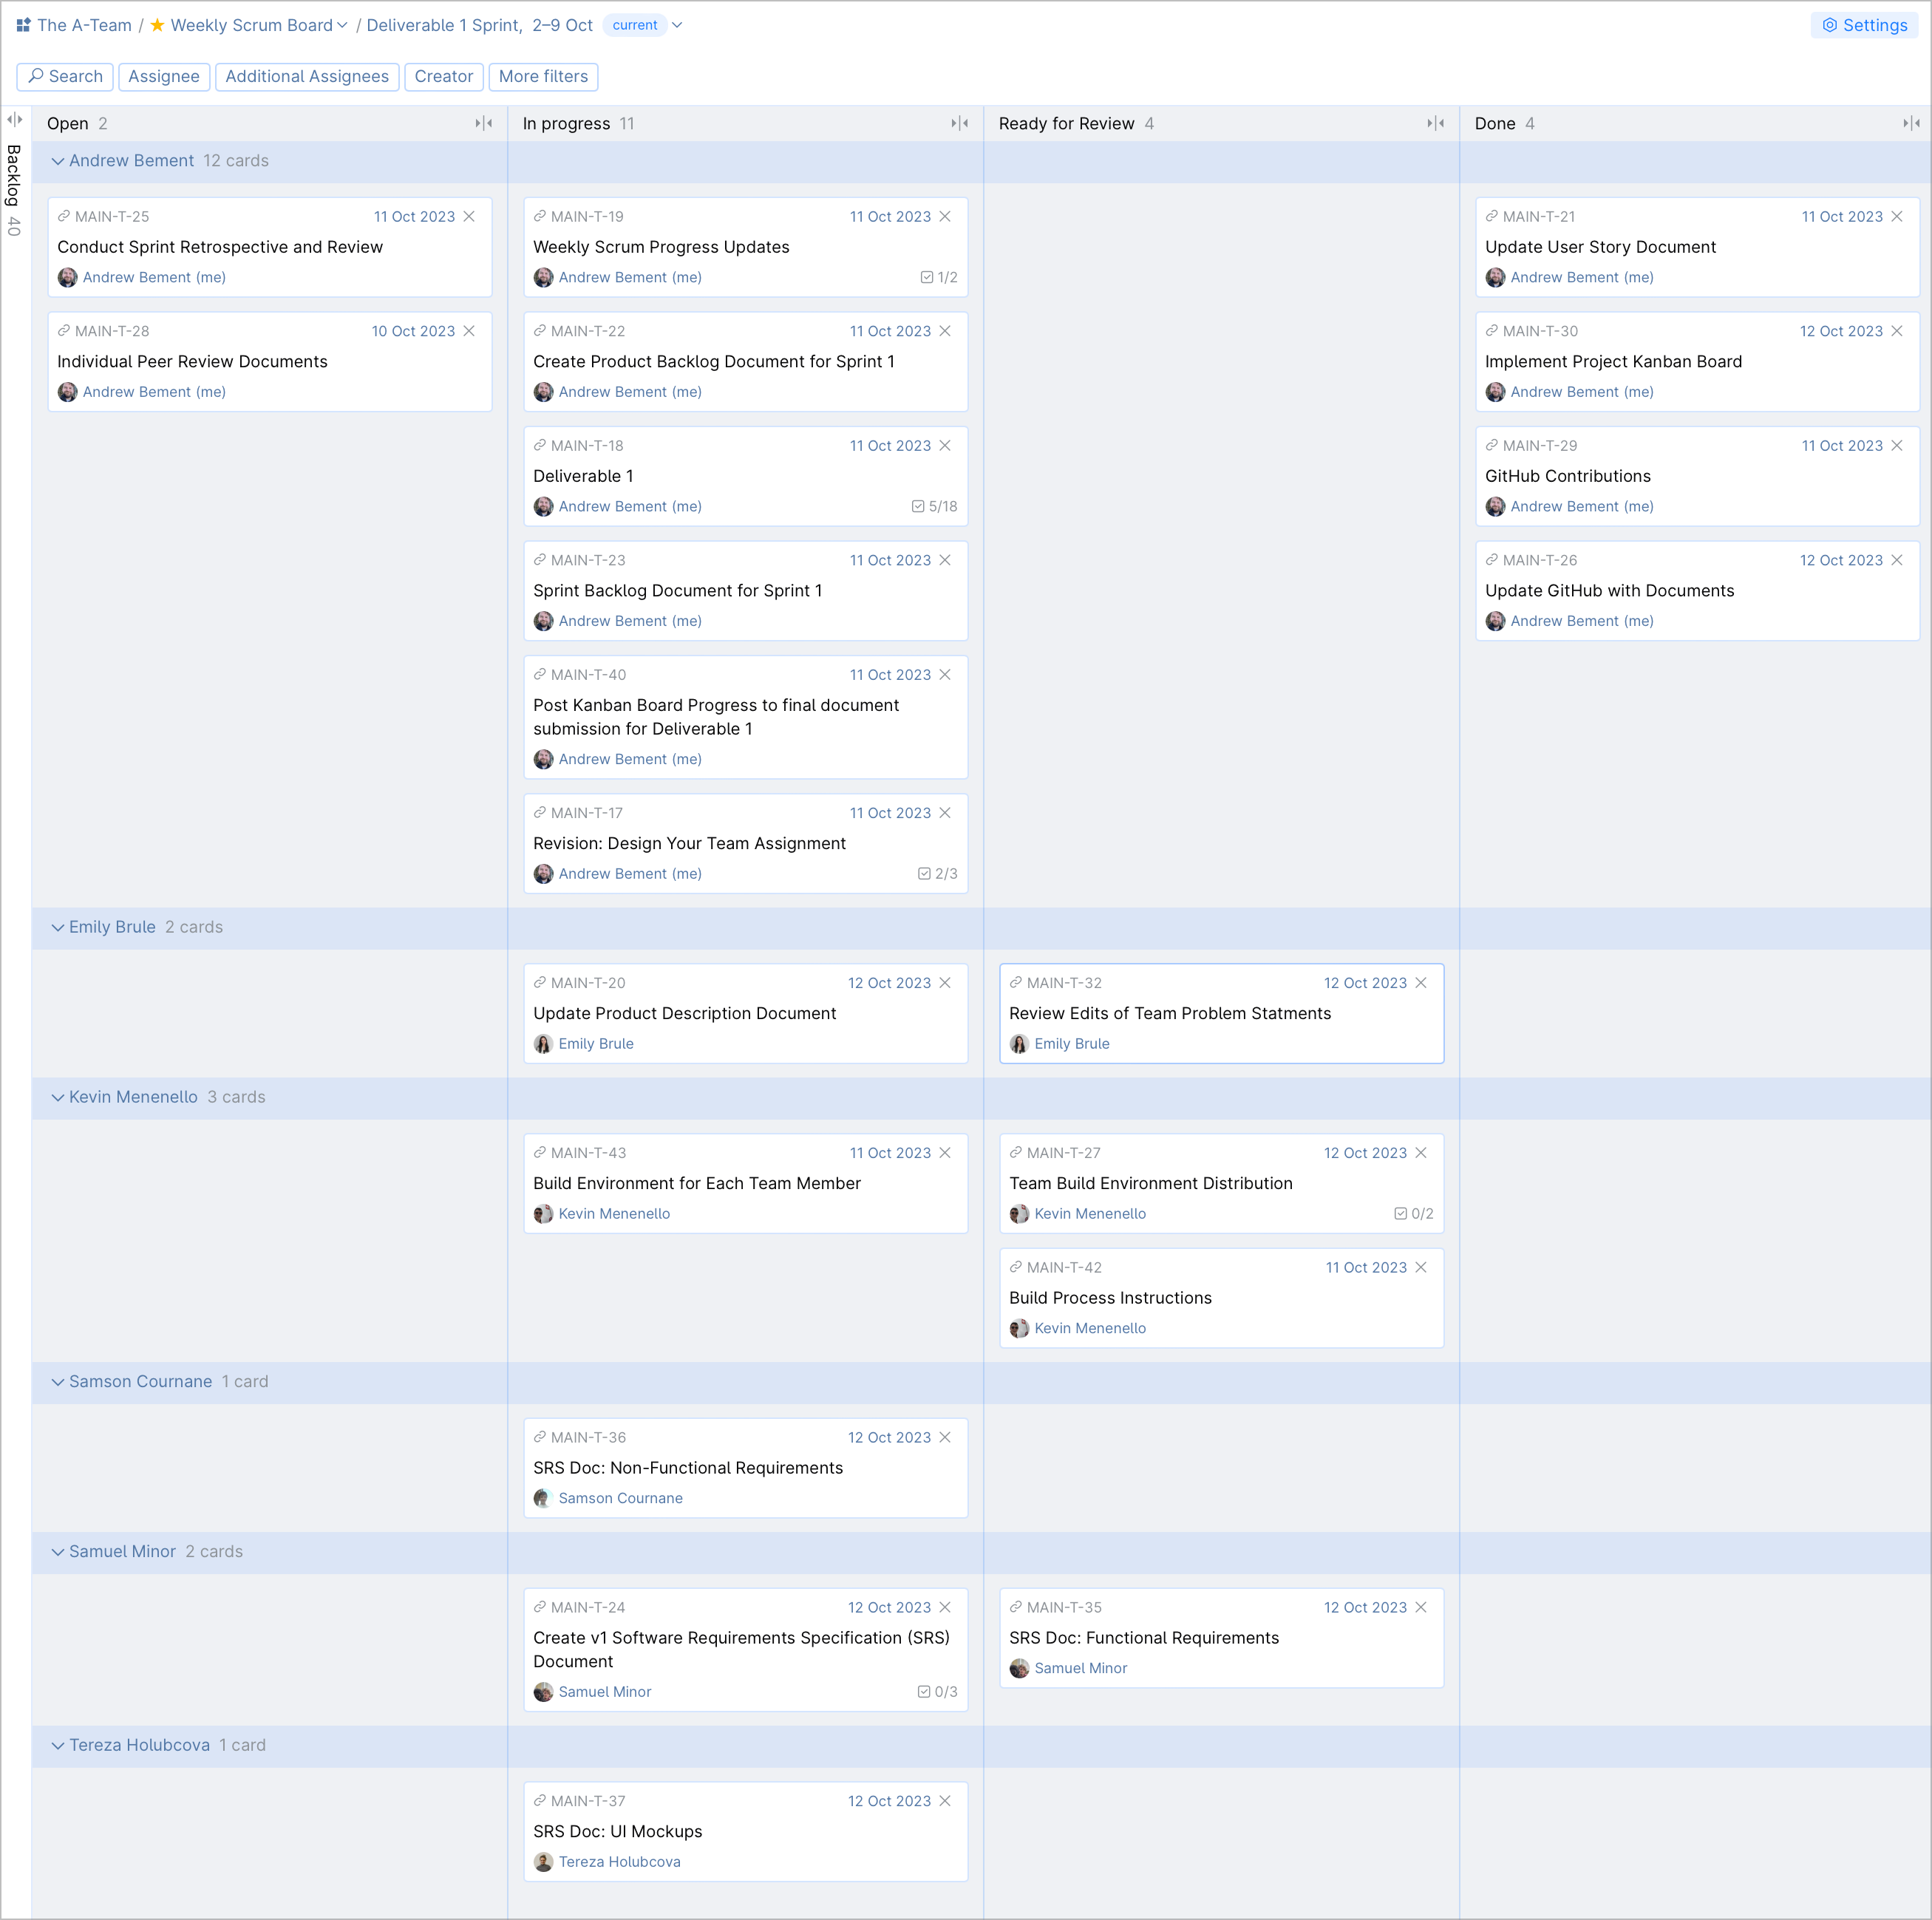 The A-Team / Weekly Scrum Board / Deliverable 1 Sprint, 2–9 Oct current
Settings
Search Assignee Additional Assignees Creator More filters
Backlog 40
Open 2
In progress 11
Ready for Review 4
Done 4
Andrew Bement 12 cards
MAIN-T-25 11 Oct 2023
Conduct Sprint Retrospective and Review
Andrew Bement (me)
MAIN-T-28 10 Oct 2023
Individual Peer Review Documents
Andrew Bement (me)
MAIN-T-19 11 Oct 2023
Weekly Scrum Progress Updates
Andrew Bement (me) 1/2
MAIN-T-22 11 Oct 2023
Create Product Backlog Document for Sprint 1
Andrew Bement (me)
MAIN-T-18 11 Oct 2023
Deliverable 1
Andrew Bement (me) 5/18
MAIN-T-23 11 Oct 2023
Sprint Backlog Document for Sprint 1
Andrew Bement (me)
MAIN-T-40 11 Oct 2023
Post Kanban Board Progress to final document
submission for Deliverable 1
Andrew Bement (me)
MAIN-T-17 11 Oct 2023
Revision: Design Your Team Assignment
Andrew Bement (me) 2/3
MAIN-T-21 11 Oct 2023
Update User Story Document
Andrew Bement (me)
MAIN-T-30 12 Oct 2023
Implement Project Kanban Board
Andrew Bement (me)
MAIN-T-29 11 Oct 2023
GitHub Contributions
Andrew Bement (me)
MAIN-T-26 12 Oct 2023
Update GitHub with Documents
Andrew Bement (me)
Emily Brule 2 cards
MAIN-T-20 12 Oct 2023
Update Product Description Document
Emily Brule
MAIN-T-32 12 Oct 2023
Review Edits of Team Problem Statments
Emily Brule
Kevin Menenello 3 cards
MAIN-T-43 11 Oct 2023
Build Environment for Each Team Member
Kevin Menenello
MAIN-T-27 12 Oct 2023
Team Build Environment Distribution
Kevin Menenello 0/2
MAIN-T-42 11 Oct 2023
Build Process Instructions
Kevin Menenello
Samson Cournane 1 card
MAIN-T-36 12 Oct 2023
SRS Doc: Non-Functional Requirements
Samson Cournane
Samuel Minor 2 cards
MAIN-T-24 12 Oct 2023
Create v1 Software Requirements Specification (SRS)
Document
Samuel Minor 0/3
MAIN-T-35 12 Oct 2023
SRS Doc: Functional Requirements
Samuel Minor
Tereza Holubcova 1 card
MAIN-T-37 12 Oct 2023
SRS Doc: UI Mockups
Tereza Holubcova